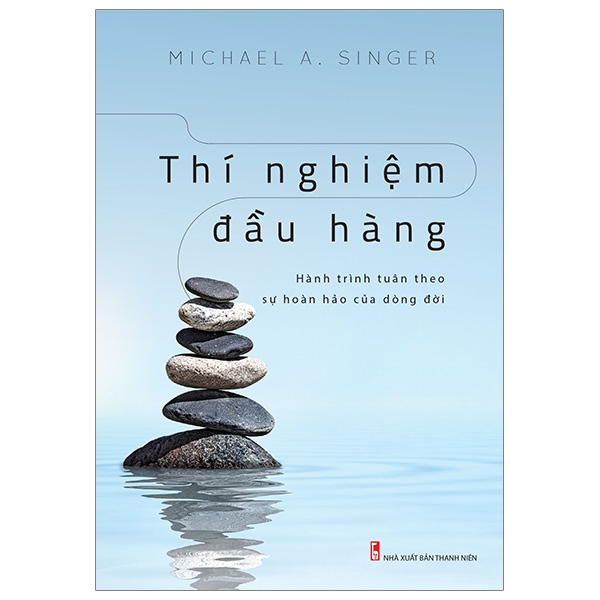 MICHAEL A. SINGER
Thí nghiệm
đầu hàng
Hành trình tuân theo
sự hoàn hảo của dòng đời
NHÀ XUẤT BẢN THANH NIÊN